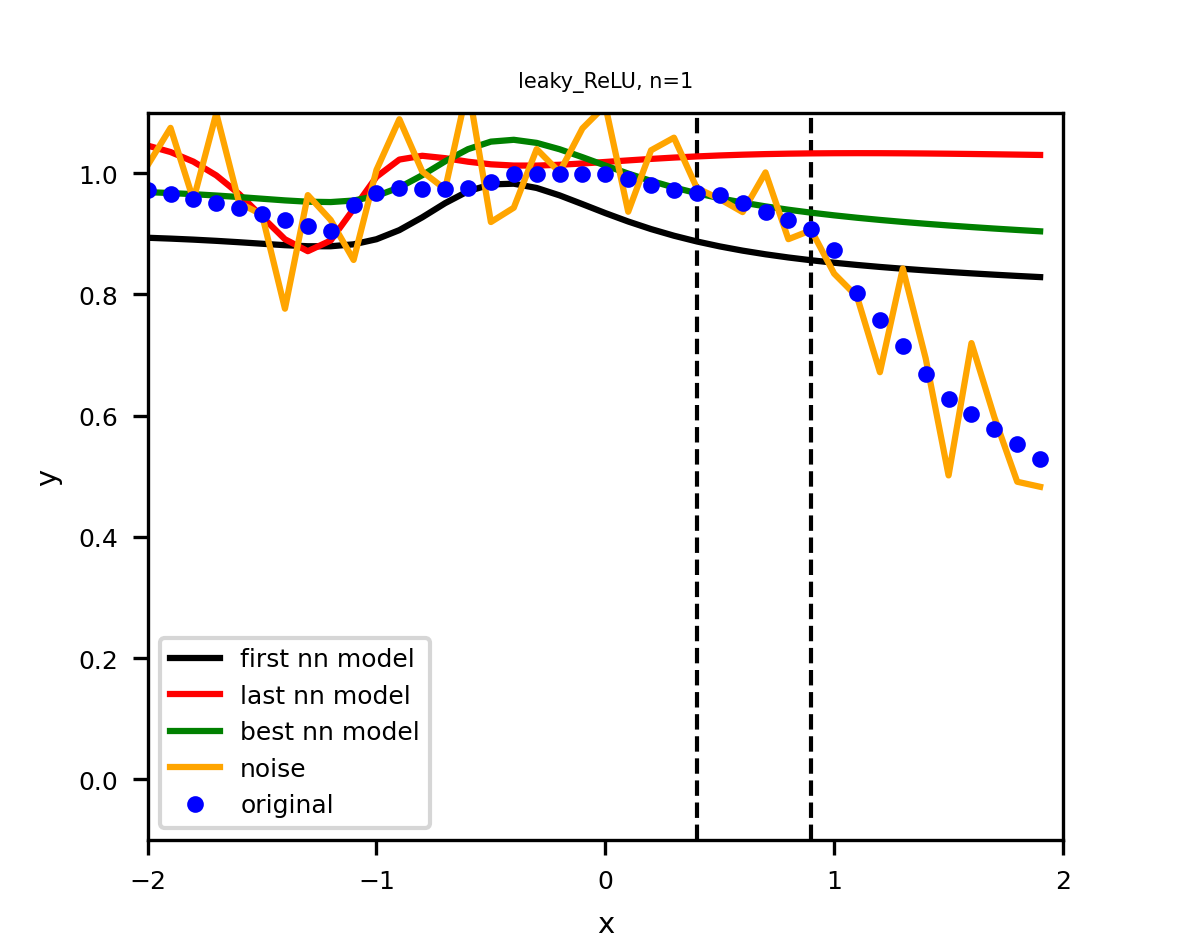 leaky_ReLU, n=1
y
1.0
0.8
0.6
0.4
0.2
0.0
first nn model
last nn model
best nn model
noise
original
−2
−1
0
1
2
x